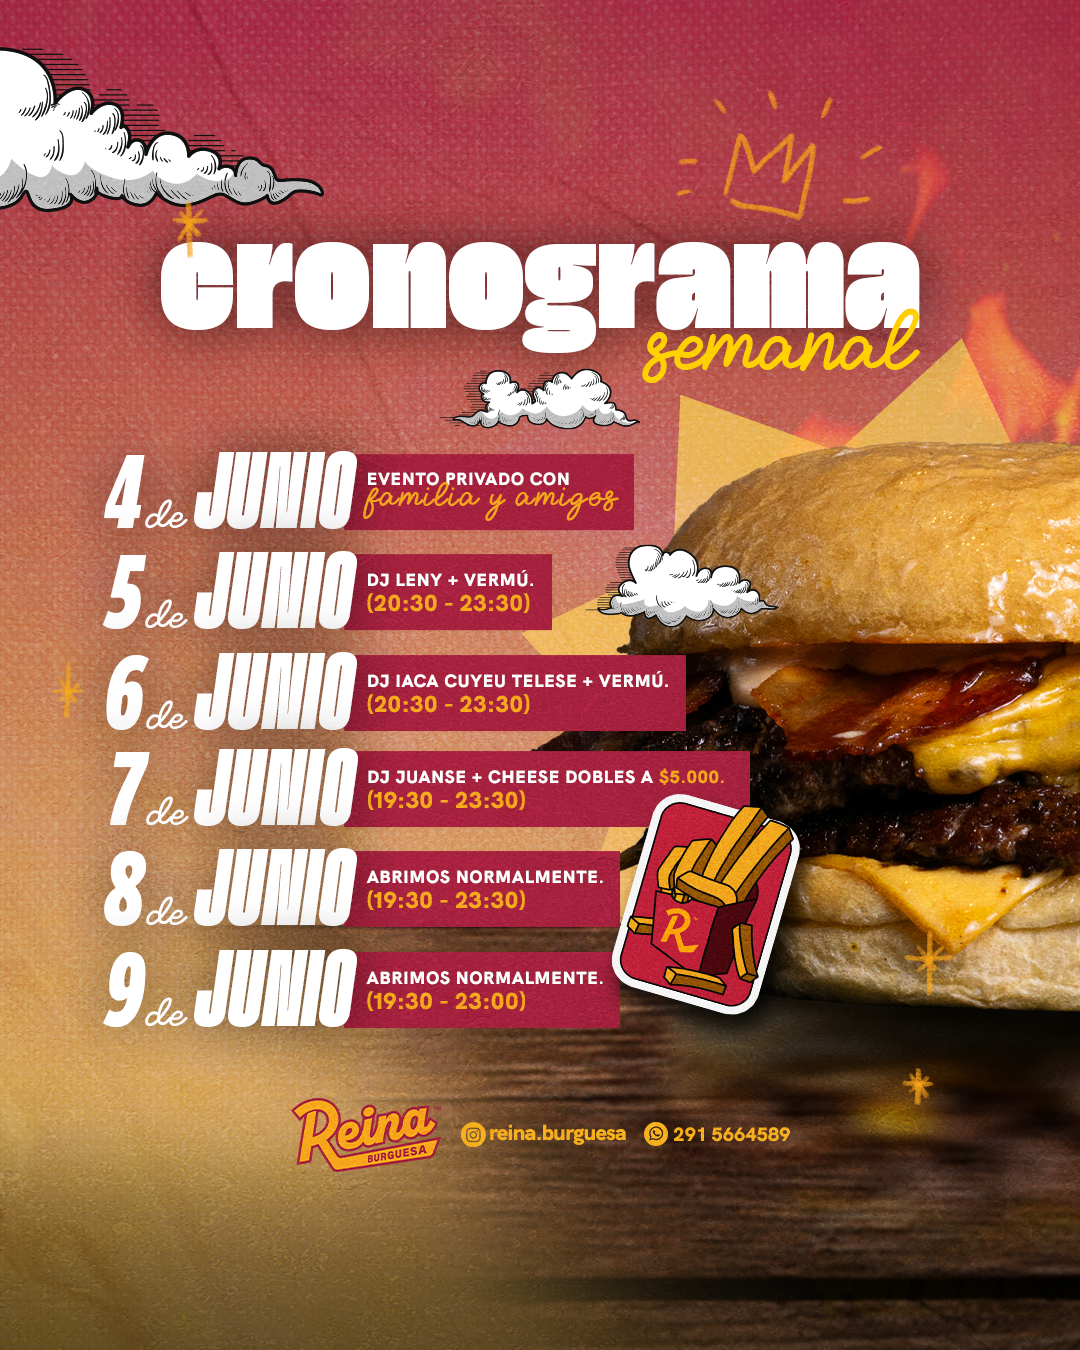 cronograma
semanal
4 de JUNIO
EVENTO PRIVADO CON
familia y amigos
5 de JUNIO
DJ LENY + VERMÚ.
(20:30 - 23:30)
6 de JUNIO
DJ IACA CUYEU TELESE + VERMÚ.
(20:30 - 23:30)
7 de JUNIO
DJ JUANSE + CHEESE DOBLES A $5.000.
(19:30 - 23:30)
8 de JUNIO
ABRIMOS NORMALMENTE.
(19:30 - 23:30)
R
9 de JUNIO
ABRIMOS NORMALMENTE.
(19:30 - 23:00)
Reina™
BURGUESA
reina.burguesa
291 5664589